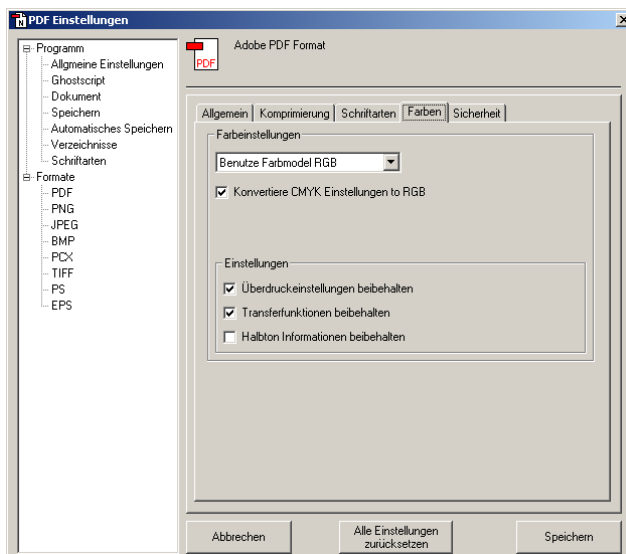 PDF Einstellungen
Programm
Allgmeine Einstellungen
Ghostscript
Dokument
Speichern
Automatisches Speichern
Verzeichnisse
Schriftarten
Formate
PDF
PNG
JPEG
BMP
PCX
TIFF
PS
EPS
PDF
Adobe PDF Format
Allgemein
Komprimierung
Schriftarten
Farben
Sicherheit
Farbeinstellungen
Benutze Farbmodel RGB
Konvertiere CMYK Einstellungen to RGB
Einstellungen
Überdruckeinstellungen beibehalten
Transferfunktionen beibehalten
Halbton Informationen beibehalten
Abbrechen
Alle Einstellungen
zurücksetzen
Speichern